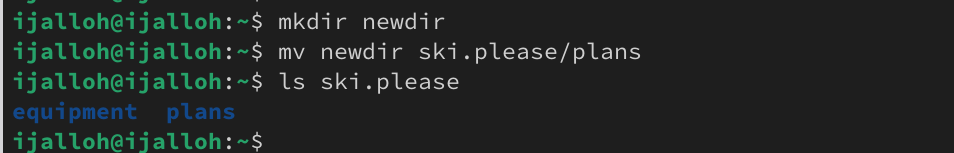 ijalloh@ijalloh:~$ mkdir newdir
ijalloh@ijalloh:~$ mv newdir ski.please/plans
ijalloh@ijalloh:~$ ls ski.please
equipment  plans
ijalloh@ijalloh:~$